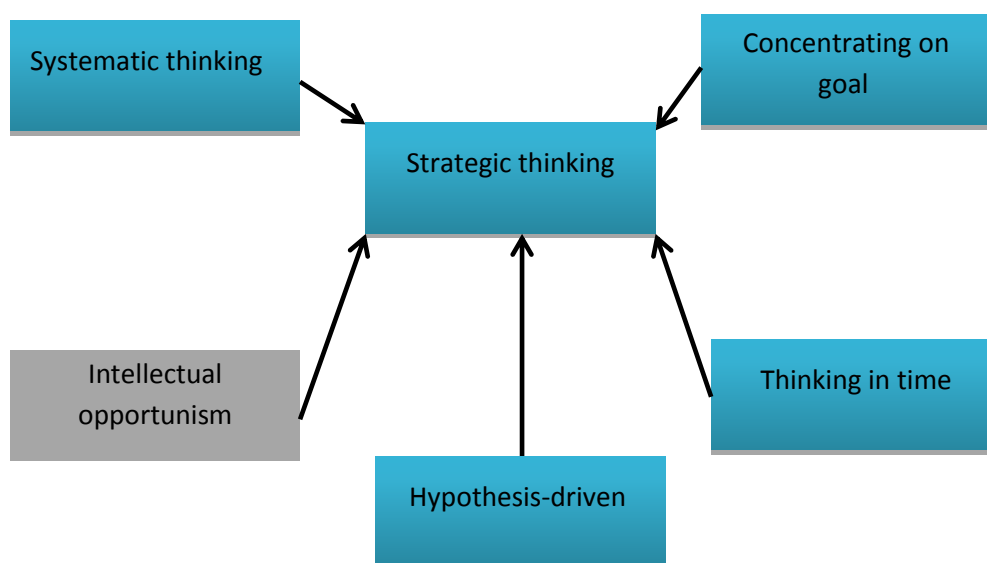 Systematic thinking
Concentrating on
goal
Strategic thinking
Intellectual
opportunism
Thinking in time
Hypothesis-driven